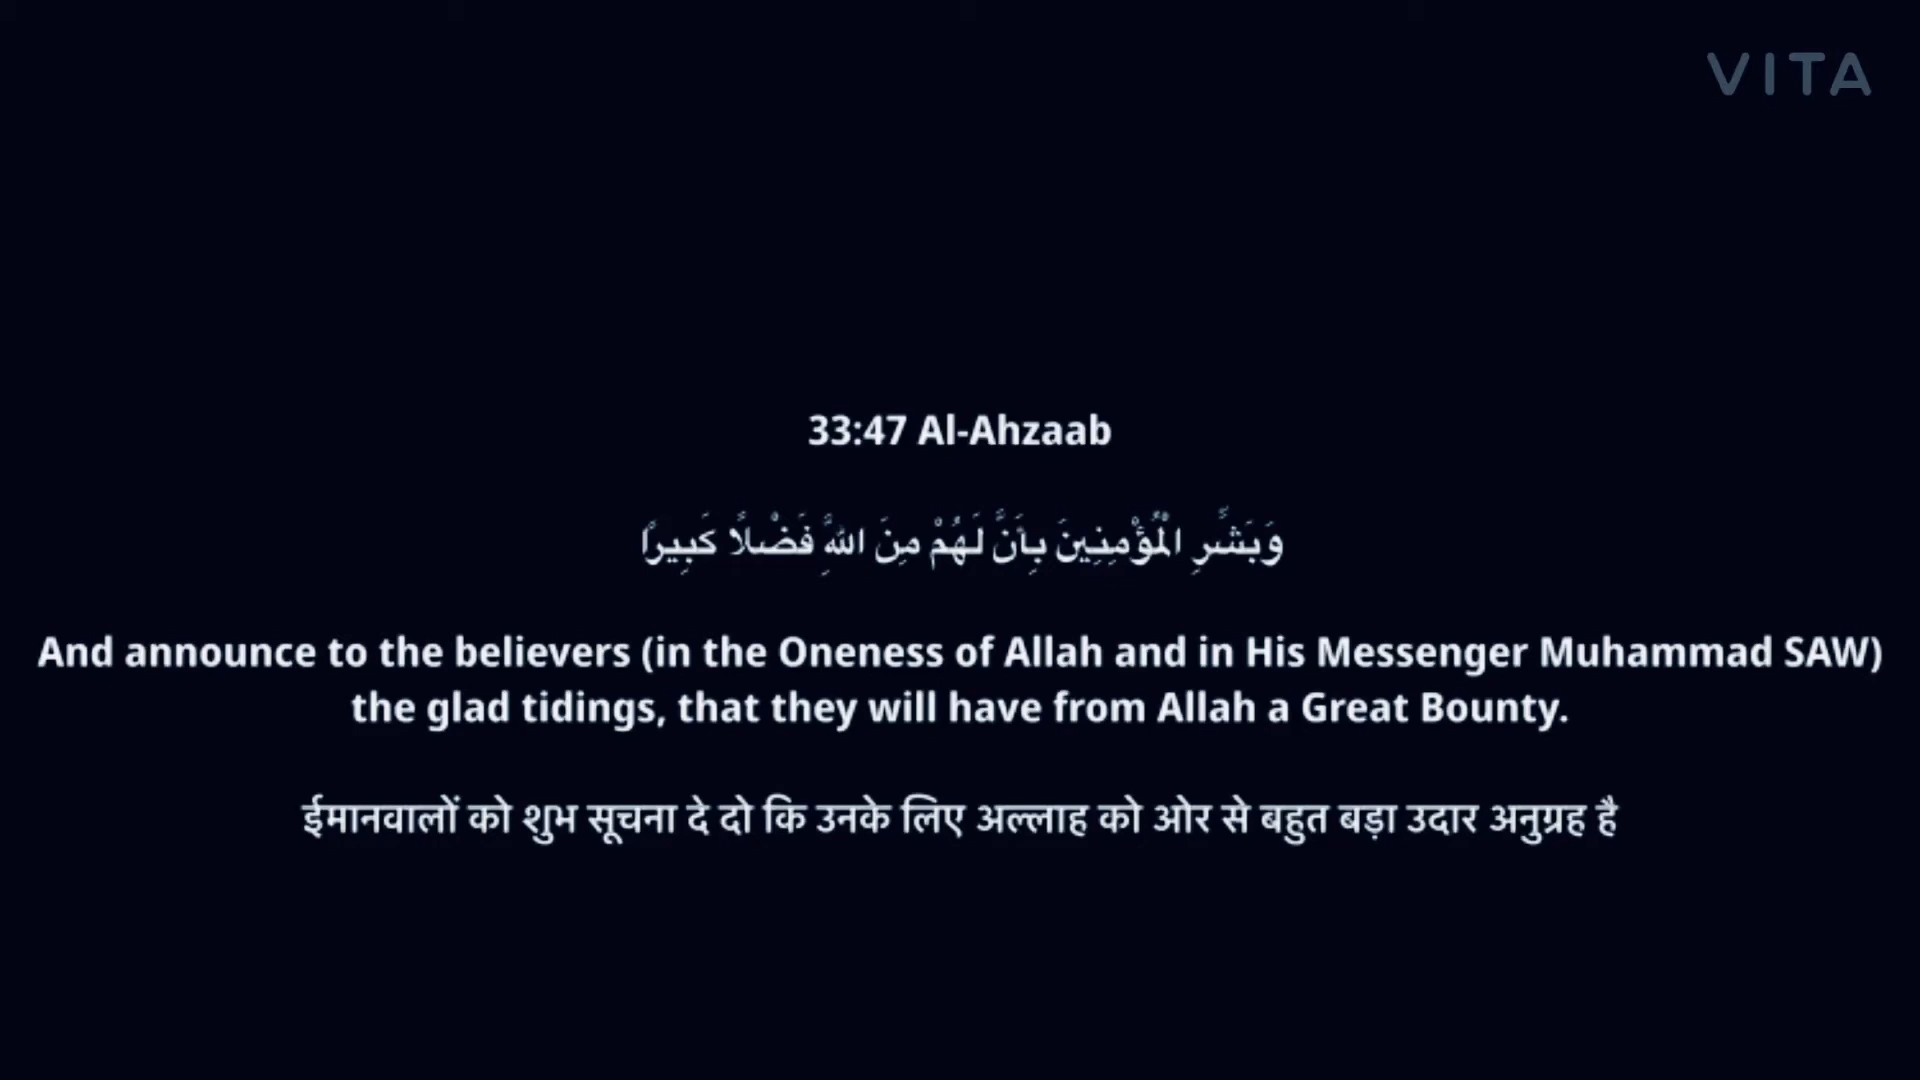 VITA
33:47 Al-Ahzaab
وَبَشِّرِ الْمُؤْمِنِينَ بِأَنَّ لَهُمْ مِنَ اللَّهِ فَضْلًا كَبِيرًا
And announce to the believers (in the Oneness of Allah and in His Messenger Muhammad SAW)
the glad tidings, that they will have from Allah a Great Bounty.
ईमानवालों को शुभ सूचना दे दो कि उनके लिए अल्लाह को ओर से बहुत बड़ा उदार अनुग्रह है